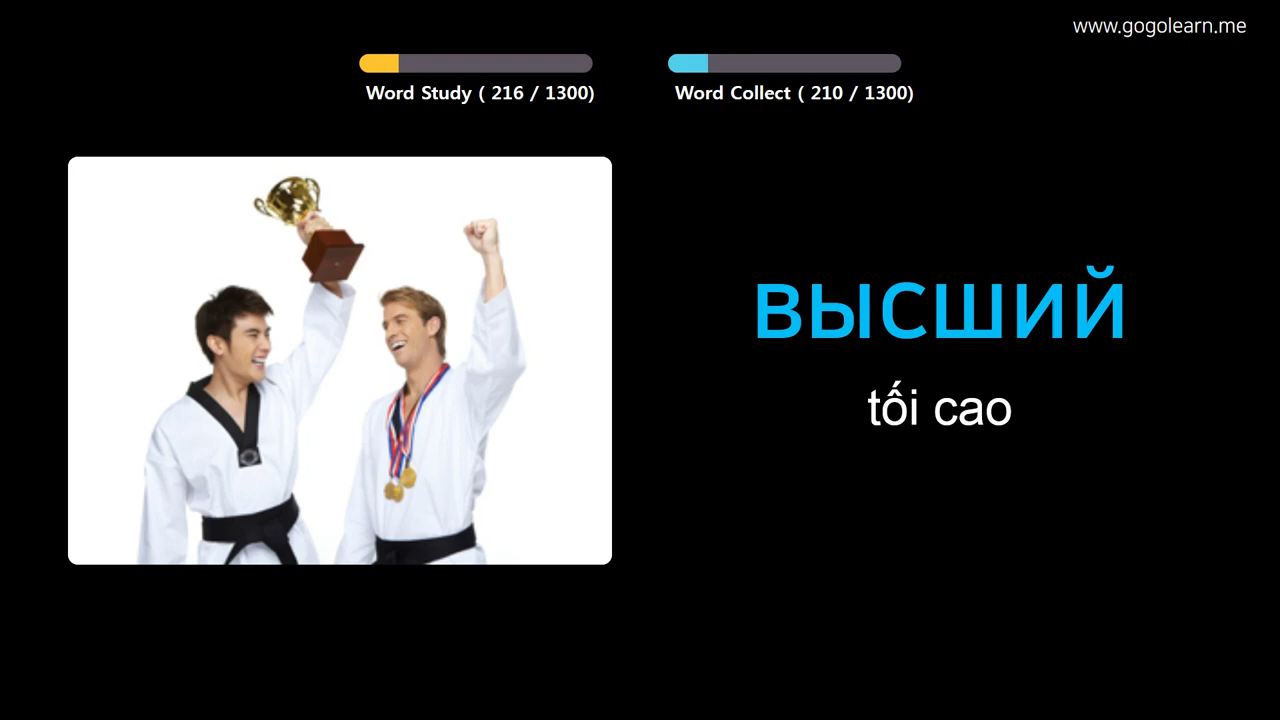 www.gogolearn.me
Word Study ( 216 / 1300)
Word Collect ( 210 / 1300)
высший
tối cao